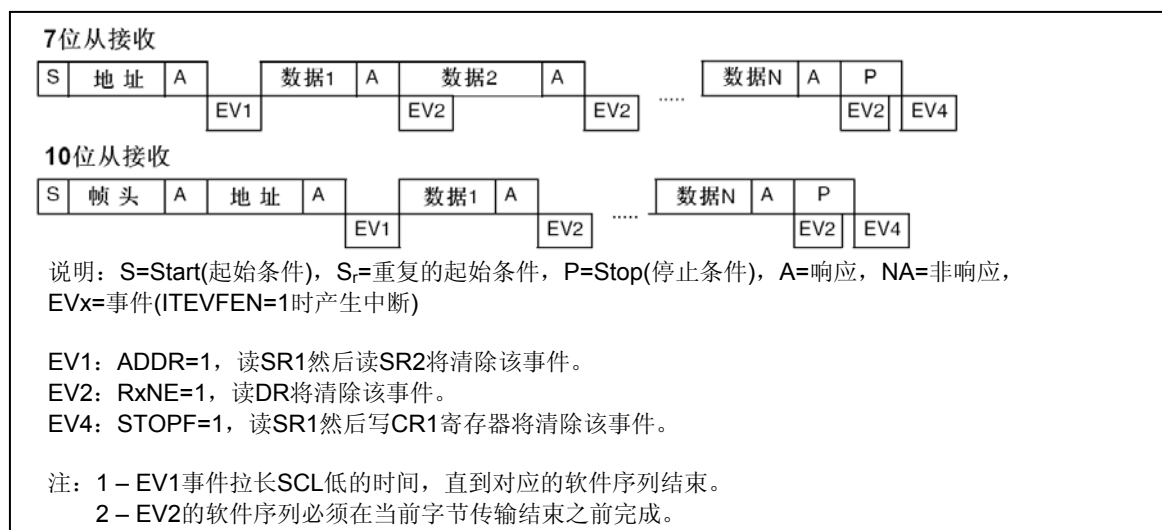 7位从接收
S 地址 A 数据1 A 数据2 A ..... 数据N A P
EV1 EV2 EV2 EV2 EV4
10位从接收
S 帧头 A 地址 A 数据1 A ..... 数据N A P
EV1 EV2 EV2 EV4
说明：S=Start(起始条件)，Sr=重复的起始条件，P=Stop(停止条件)，A=响应，NA=非响应，
EVx=事件(ITEVFEN=1时产生中断)
EV1：ADDR=1，读SR1然后读SR2将清除该事件。
EV2：RxNE=1，读DR将清除该事件。
EV4：STOPF=1，读SR1然后写CR1寄存器将清除该事件。
注：1 – EV1事件拉长SCL低的时间，直到对应的软件序列结束。
2 – EV2的软件序列必须在当前字节传输结束之前完成。